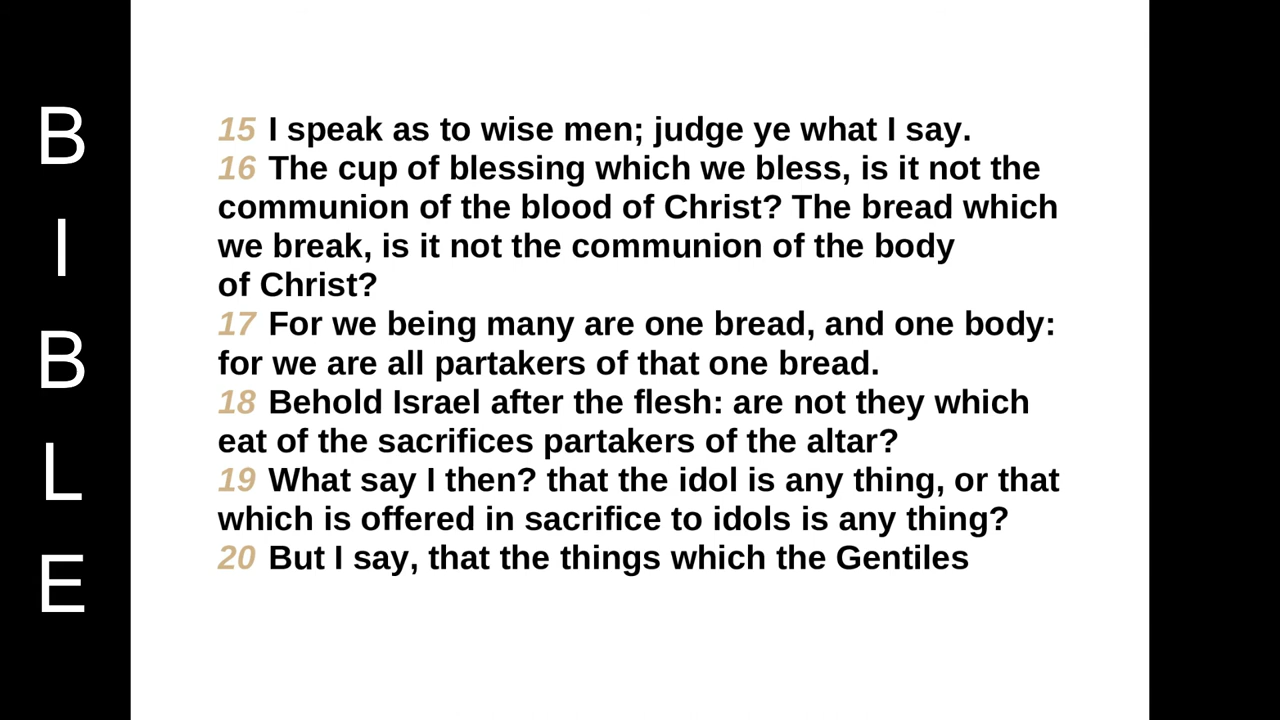 BIBLE
15 I speak as to wise men; judge ye what I say.
16 The cup of blessing which we bless, is it not the
communion of the blood of Christ? The bread which
we break, is it not the communion of the body
of Christ?
17 For we being many are one bread, and one body:
for we are all partakers of that one bread.
18 Behold Israel after the flesh: are not they which
eat of the sacrifices partakers of the altar?
19 What say I then? that the idol is any thing, or that
which is offered in sacrifice to idols is any thing?
20 But I say, that the things which the Gentiles